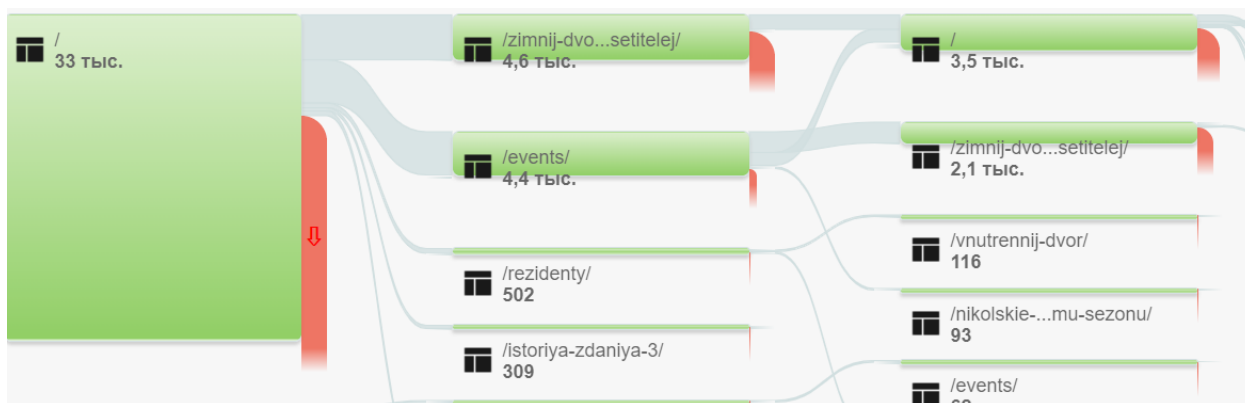 /
33 тыс.
/zimnij-dvo...setitelej/
4,6 тыс.
/events/
4,4 тыс.
/rezidenty/
502
/istoriya-zdaniya-3/
309
/
3,5 тыс.
/zimnij-dvo...setitelej/
2,1 тыс.
/vnutrennij-dvor/
116
/nikolskie-...mu-sezonu/
93
/events/